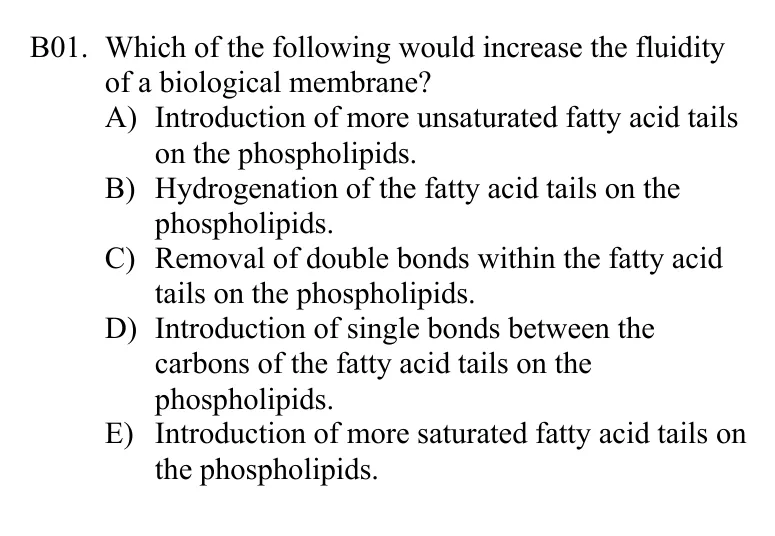 B01. Which of the following would increase the fluidity
of a biological membrane?
A) Introduction of more unsaturated fatty acid tails
on the phospholipids.
B) Hydrogenation of the fatty acid tails on the
phospholipids.
C) Removal of double bonds within the fatty acid
tails on the phospholipids.
D) Introduction of single bonds between the
carbons of the fatty acid tails on the
phospholipids.
E) Introduction of more saturated fatty acid tails on
the phospholipids.